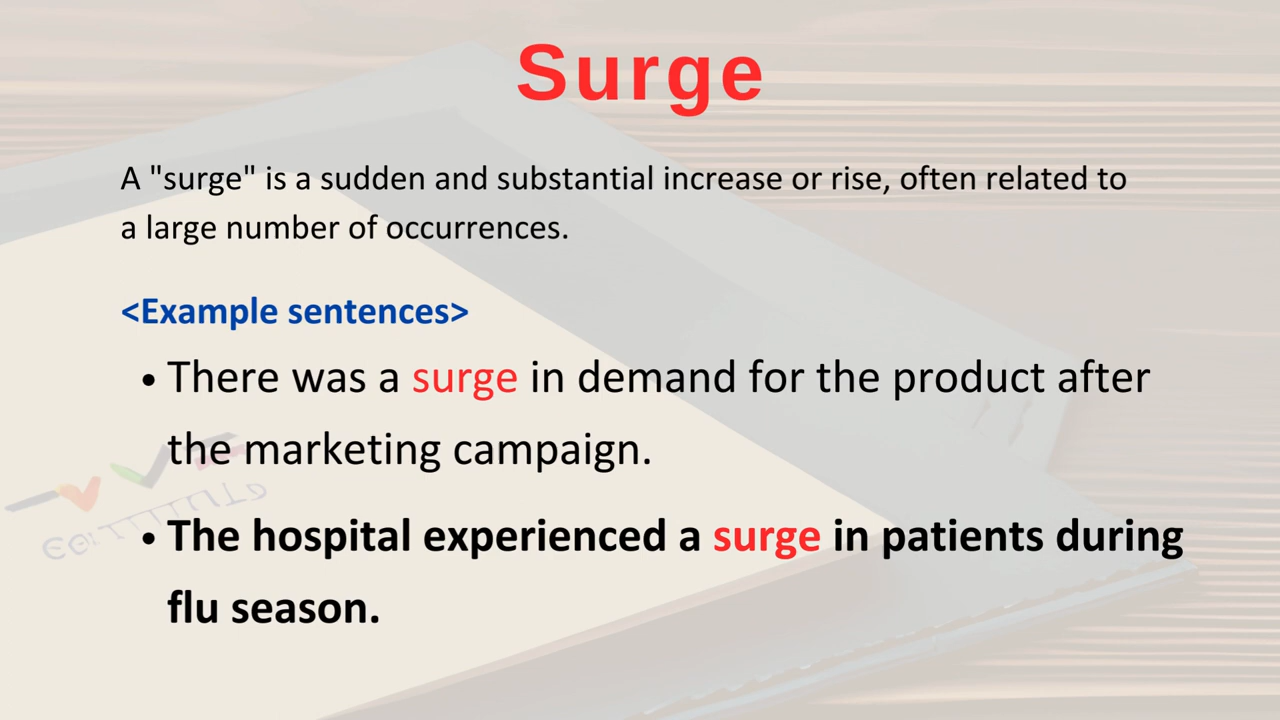 Surge
A "surge" is a sudden and substantial increase or rise, often related to
a large number of occurrences.
<Example sentences>
• There was a surge in demand for the product after
the marketing campaign.
• The hospital experienced a surge in patients during
flu season.